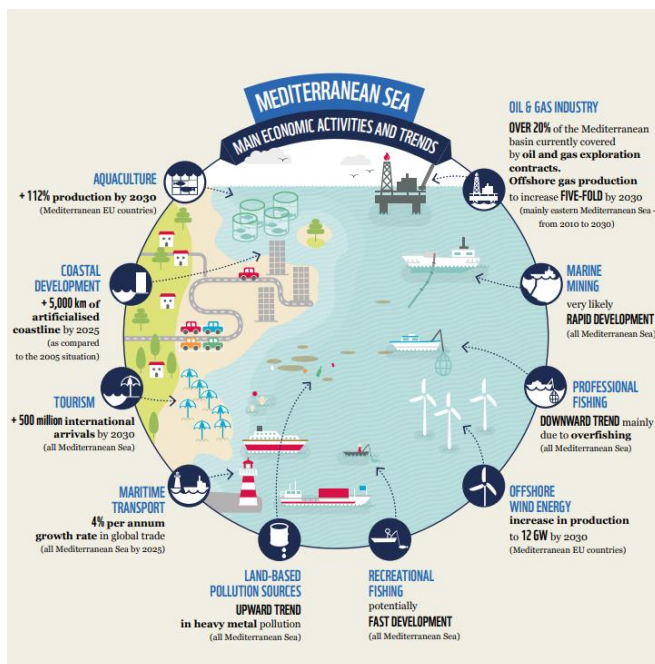 MEDITERRANEAN SEA
MAIN ECONOMIC ACTIVITIES AND TRENDS
OIL & GAS INDUSTRY
OVER 20% of the Mediterranean
basin currently covered
by oil and gas exploration
contracts.
Offshore gas production
to increase FIVE-FOLD by 2030
(mainly eastern Mediterranean Sea -
from 2010 to 2030)
MARINE
MINING
very likely
RAPID DEVELOPMENT
(all Mediterranean Sea)
PROFESSIONAL
FISHING
DOWNWARD TREND mainly
due to overfishing
(all Mediterranean Sea)
OFFSHORE
WIND ENERGY
increase in production
to 12 GW by 2030
(Mediterranean EU countries)
RECREATIONAL
FISHING
potentially
FAST DEVELOPMENT
(all Mediterranean Sea)
LAND-BASED
POLLUTION SOURCES
UPWARD TREND
in heavy metal pollution
(all Mediterranean Sea)
MARITIME
TRANSPORT
4% per annum
growth rate in global trade
(all Mediterranean Sea by 2025)
TOURISM
+ 500 million international
arrivals by 2030
(all Mediterranean Sea)
COASTAL
DEVELOPMENT
+ 5,000 km of
artificialised
coastline by 2025
(as compared
to the 2005 situation)
AQUACULTURE
+ 112% production by 2030
(Mediterranean EU countries)